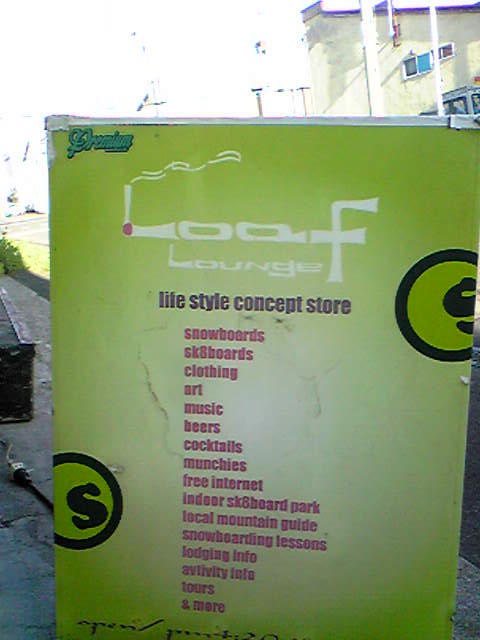 Premium
Loaf
Lounge
life style concept store
snowboards
sk8boards
clothing
art
music
beers
cocktails
munchies
free internet
indoor sk8board park
local mountain guide
snowboarding lessons
lodging info
avtivity info
tours
& more
S
S